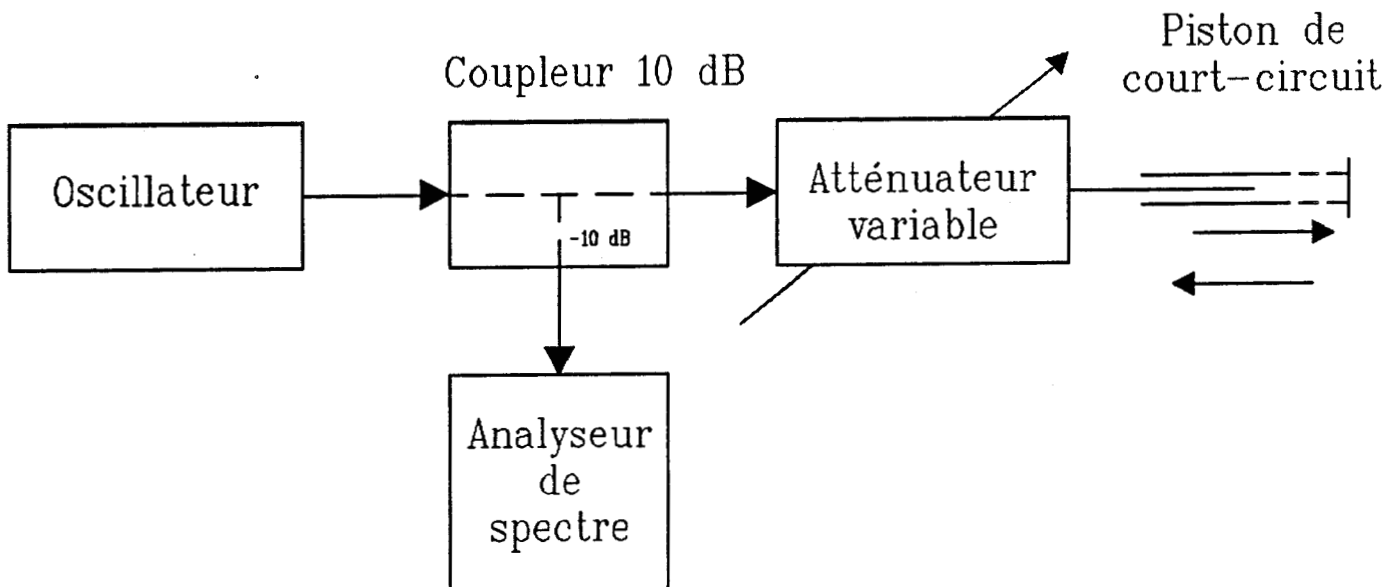 Piston de
court-circuit
Coupleur 10 dB
Oscillateur
-10 dB
Atténuateur
variable
Analyseur
de
spectre